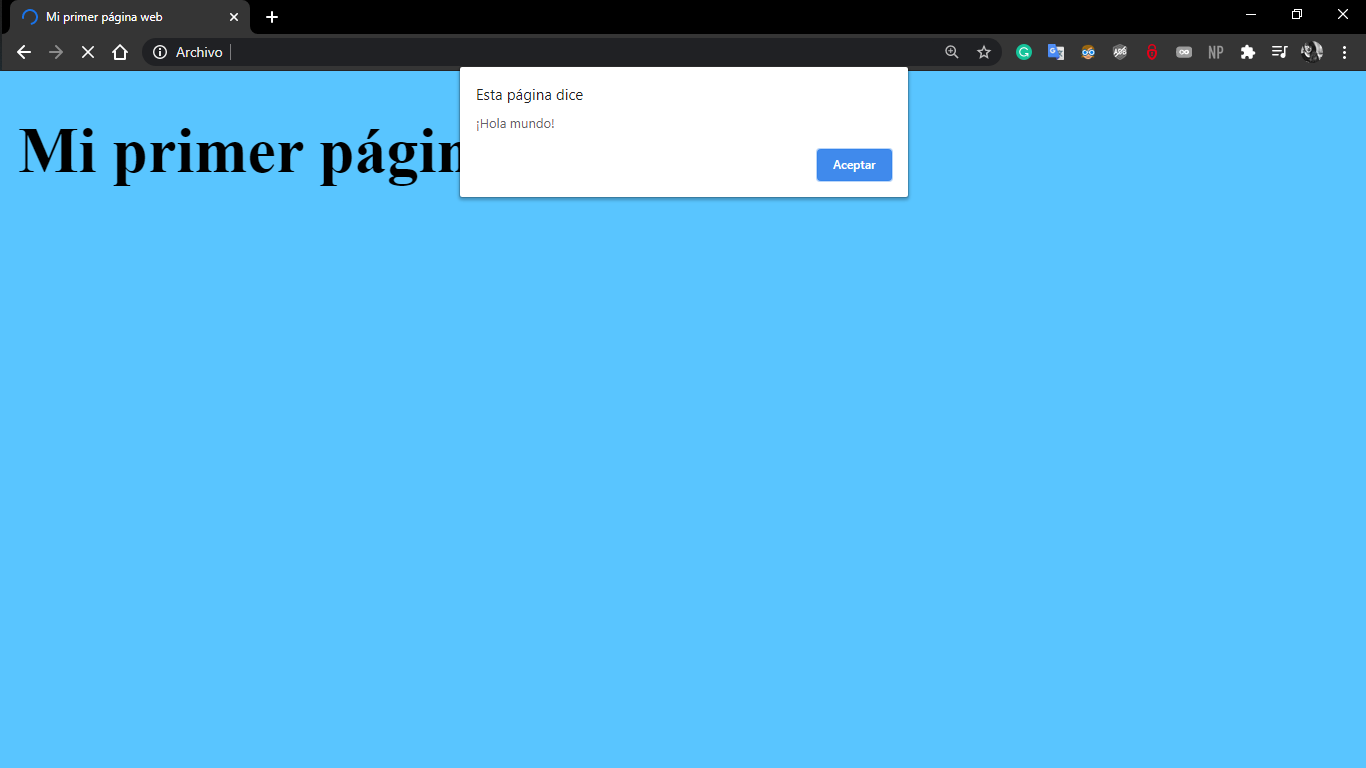 Mi primer página web
Archivo
Esta página dice
¡Hola mundo!
Aceptar
Mi primer págin
NP